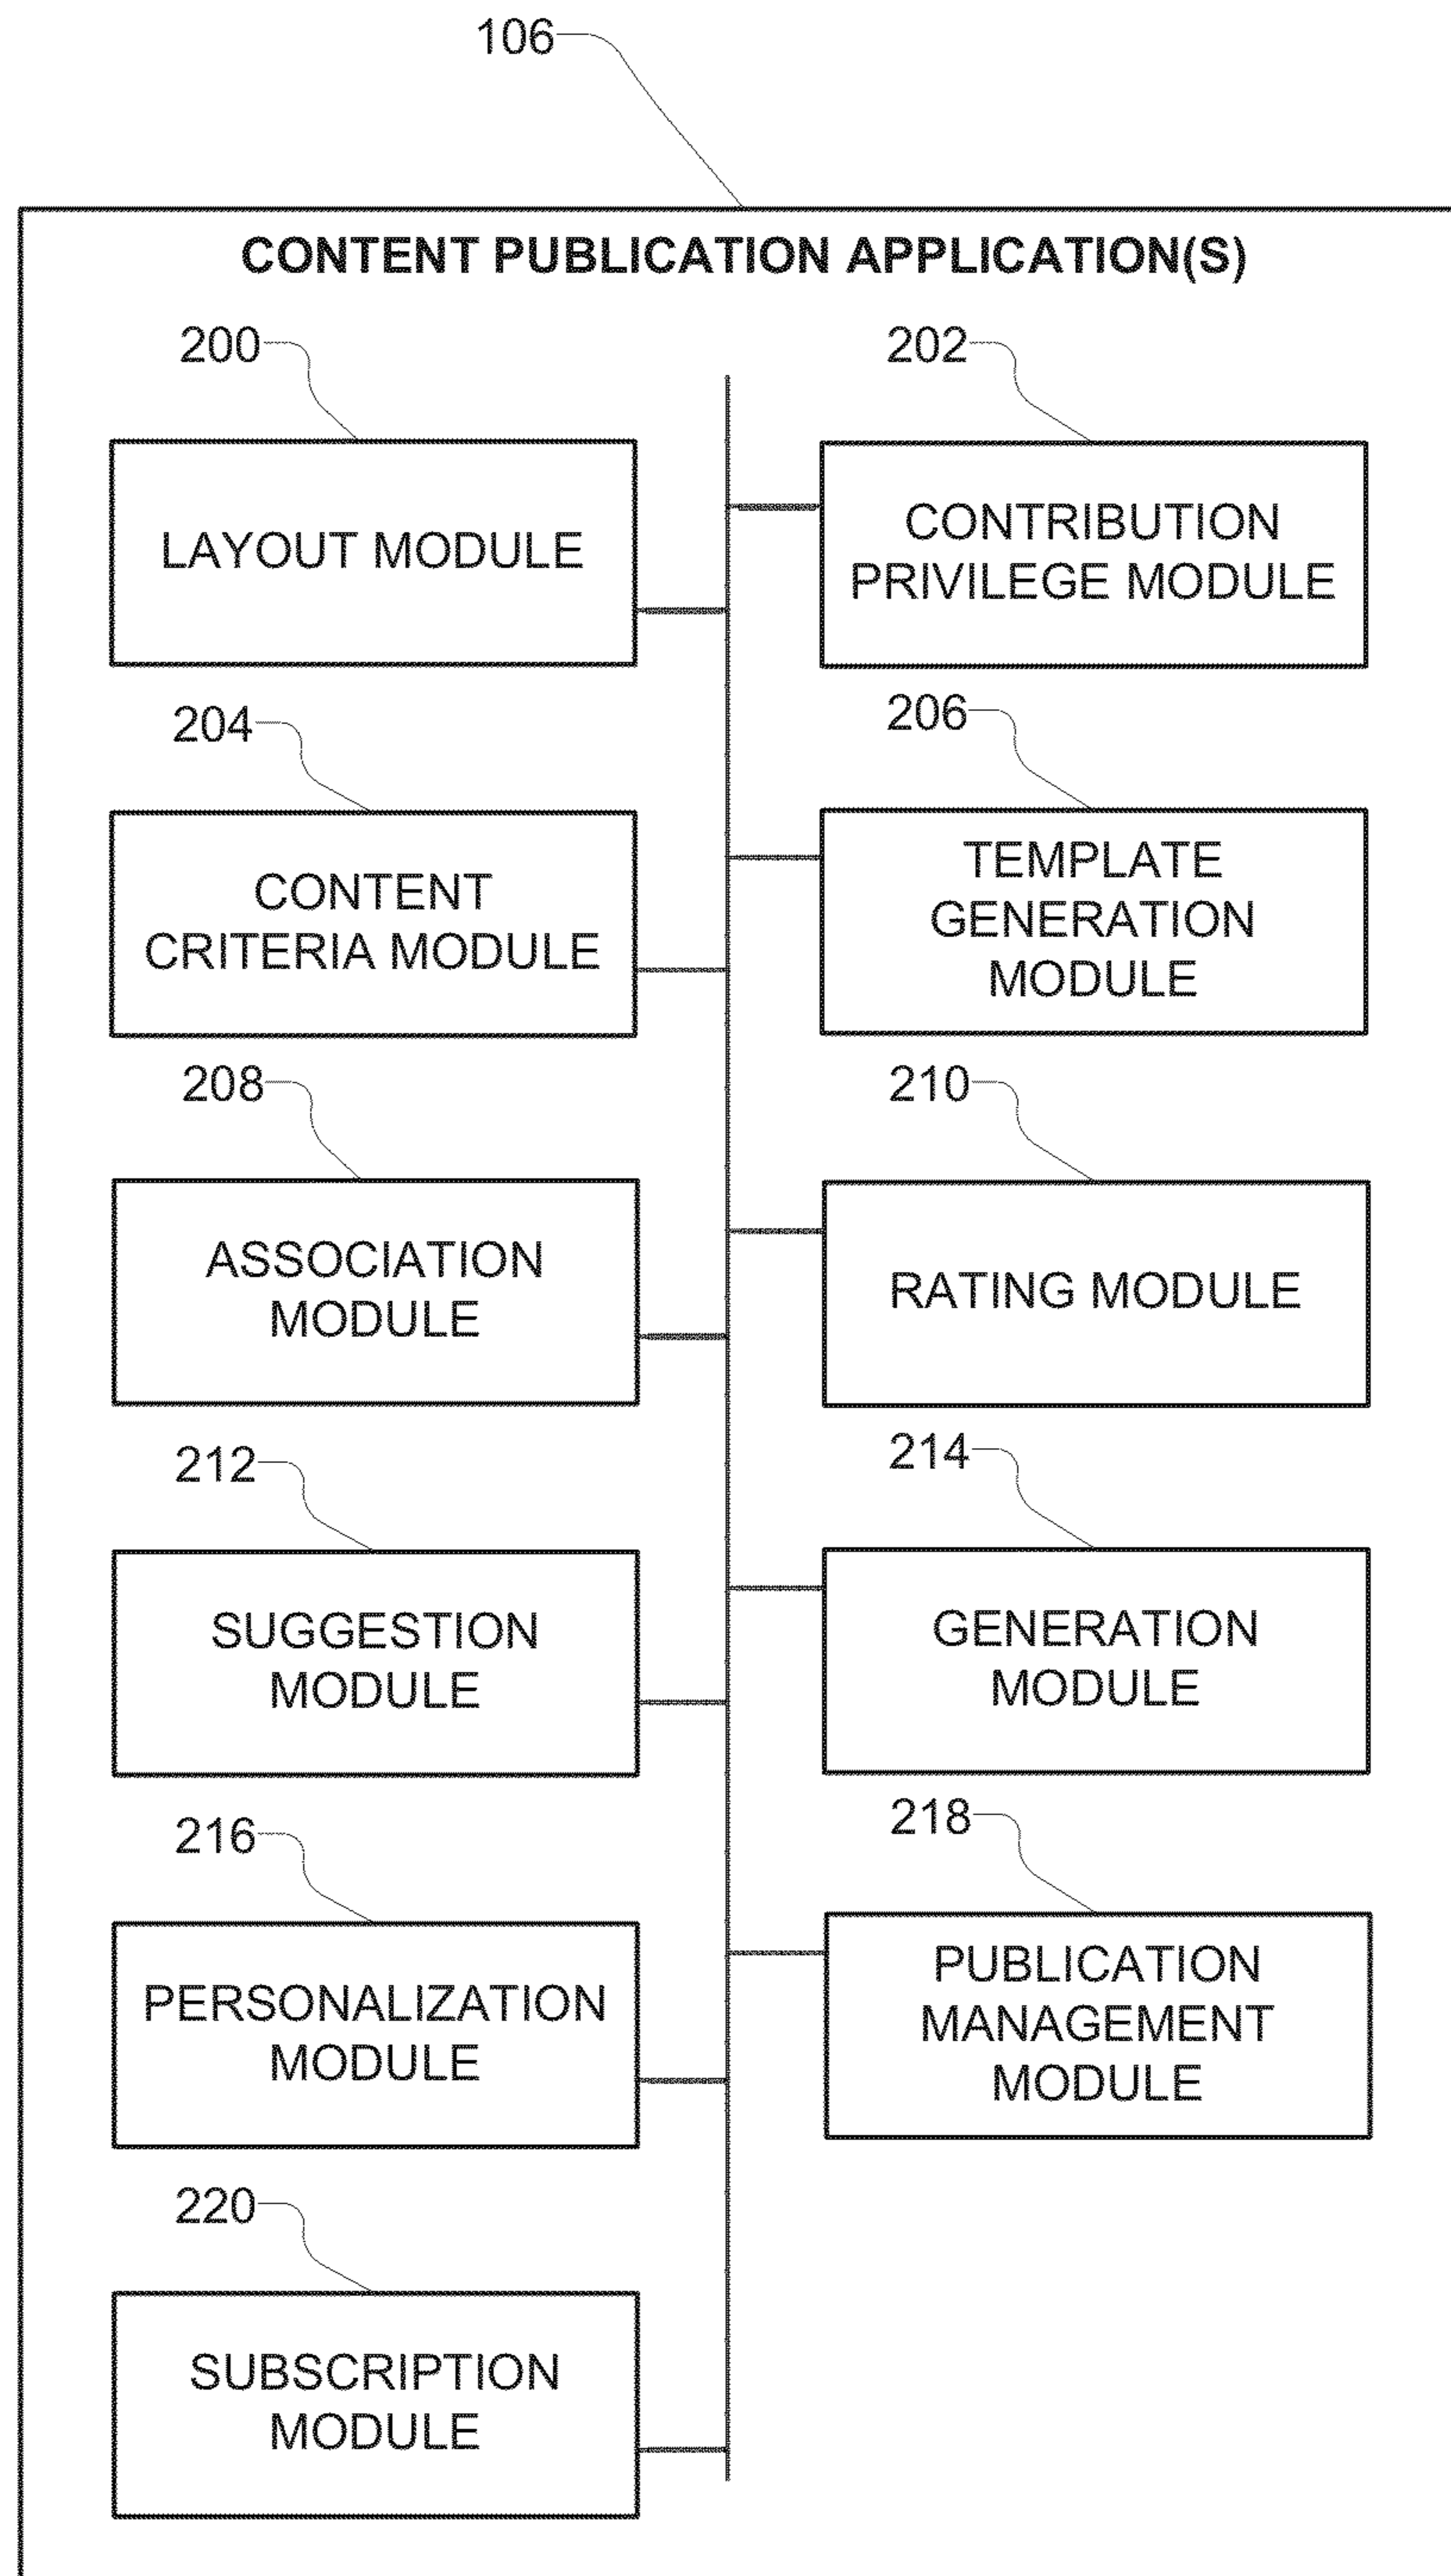 106
CONTENT PUBLICATION APPLICATION(S)
200
202
LAYOUT MODULE
CONTRIBUTION
PRIVILEGE MODULE
204
206
CONTENT
CRITERIA MODULE
TEMPLATE
GENERATION
MODULE
208
210
ASSOCIATION
MODULE
RATING MODULE
212
214
SUGGESTION
MODULE
GENERATION
MODULE
216
218
PERSONALIZATION
MODULE
PUBLICATION
MANAGEMENT
MODULE
220
SUBSCRIPTION
MODULE